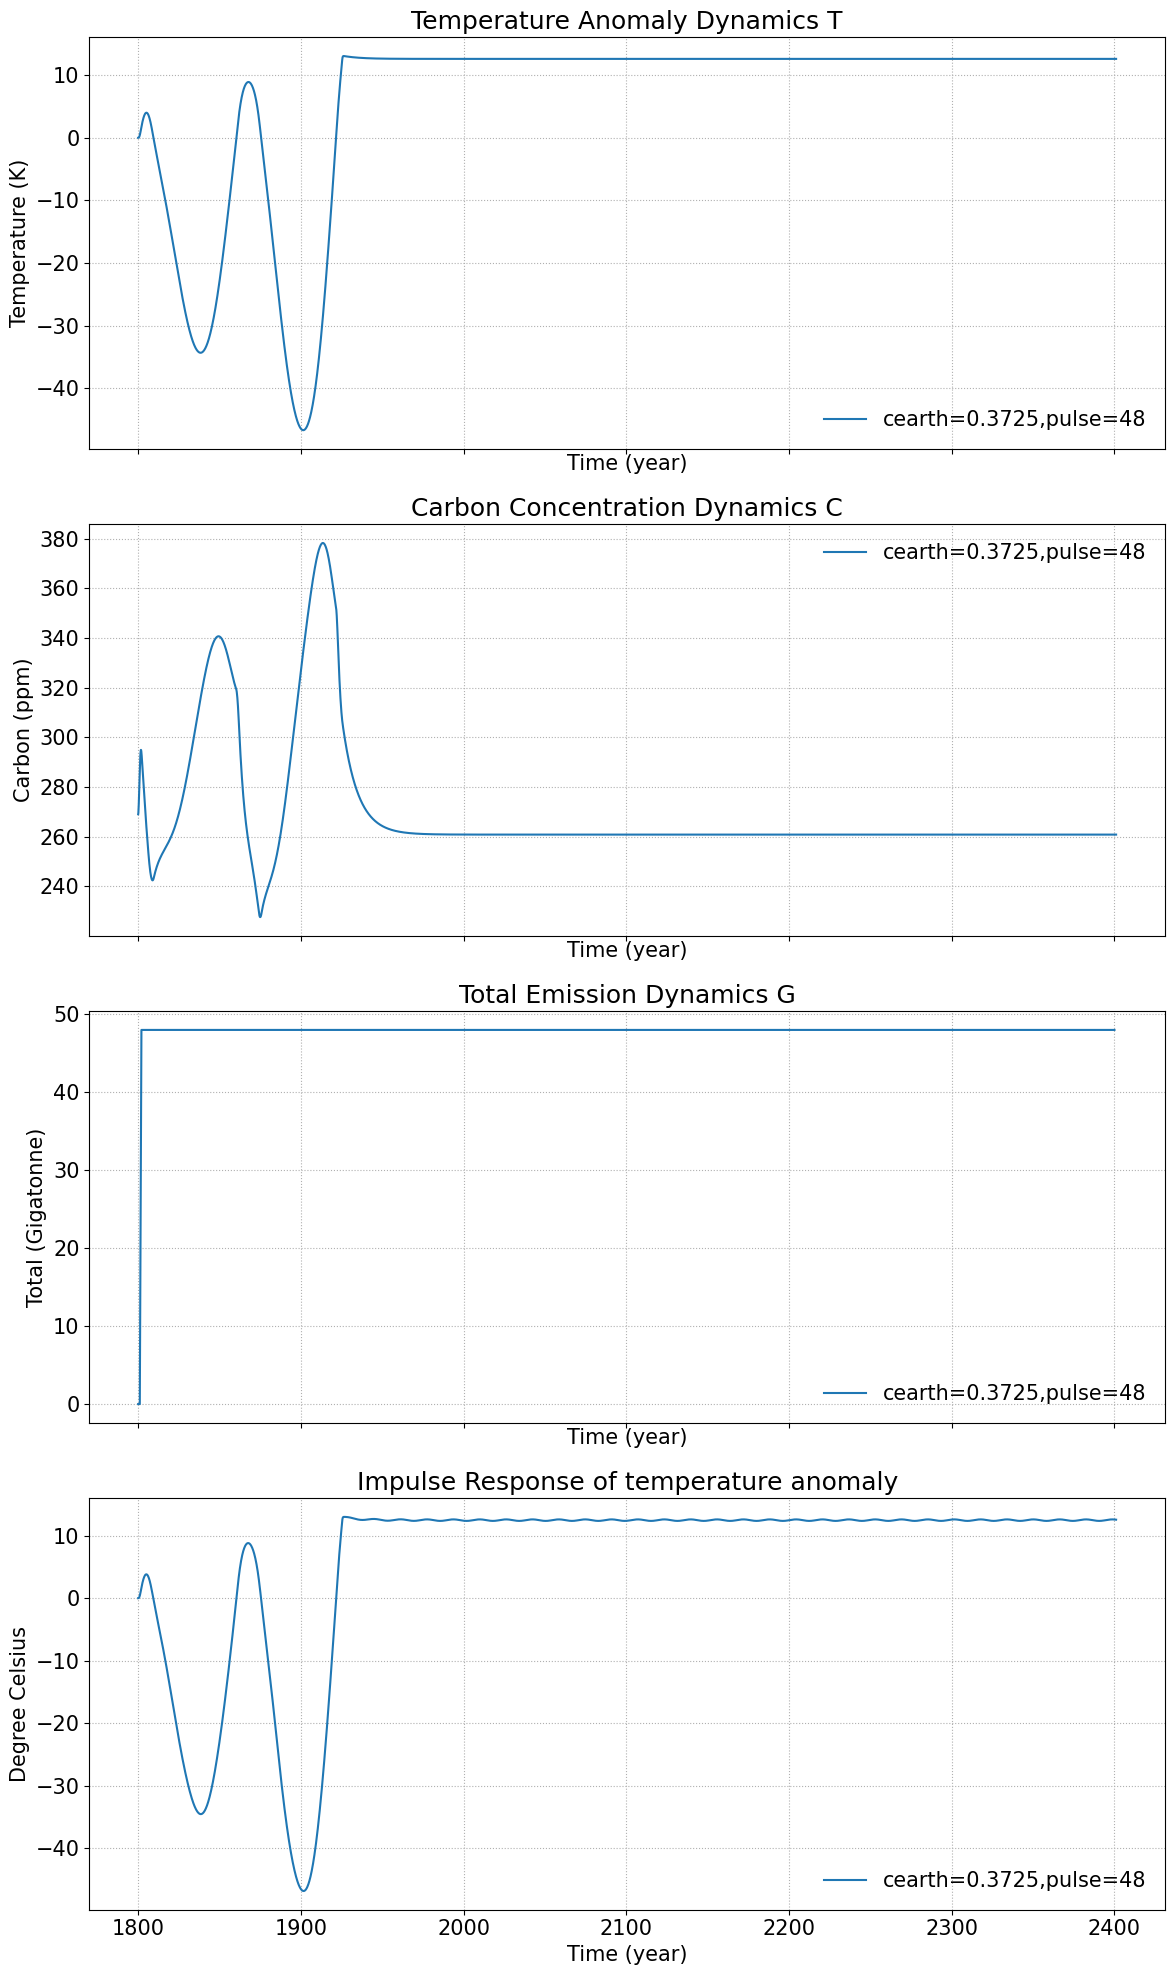 Temperature Anomaly Dynamics T
10
0
−10
−20
−30
−40
Temperature (K)
cearth=0.3725,pulse=48
Time (year)
Carbon Concentration Dynamics C
380
360
340
320
300
280
260
240
Carbon (ppm)
cearth=0.3725,pulse=48
Time (year)
Total Emission Dynamics G
50
40
30
20
10
0
Total (Gigatonne)
cearth=0.3725,pulse=48
Time (year)
Impulse Response of temperature anomaly
10
0
−10
−20
−30
−40
Degree Celsius
cearth=0.3725,pulse=48
1800 1900 2000 2100 2200 2300 2400
Time (year)